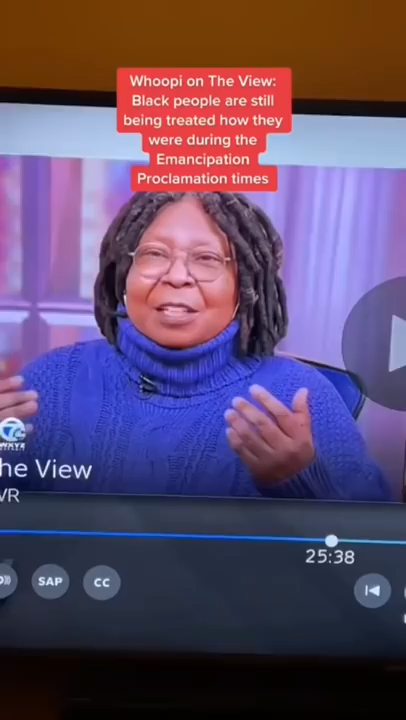 Whoopi on The View:
Black people are still
being treated how they
were during the
Emancipation
Proclamation times
7
he View
VR
25:38
SAP
CC